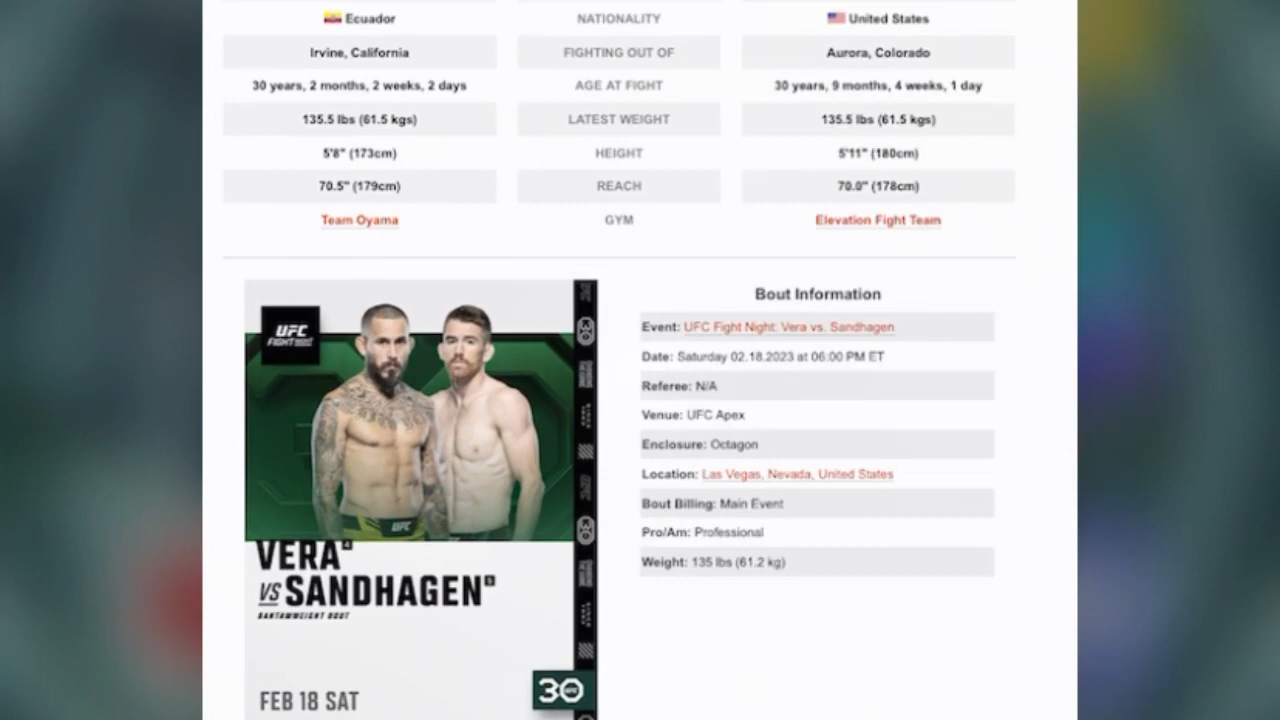 Ecuador NATIONALITY United States
Irvine, California FIGHTING OUT OF Aurora, Colorado
30 years, 2 months, 2 weeks, 2 days AGE AT FIGHT 30 years, 9 months, 4 weeks, 1 day
135.5 lbs (61.5 kgs) LATEST WEIGHT 135.5 lbs (61.5 kgs)
5'8" (173cm) HEIGHT 5'11" (180cm)
70.5" (179cm) REACH 70.0" (178cm)
Team Oyama GYM Elevation Fight Team
UFC
FIGHT NIGHT
UFC
VERA
VS SANDHAGEN
BANTAMWEIGHT BOUT
FEB 18 SAT
30
Bout Information
Event: UFC Fight Night: Vera vs. Sandhagen
Date: Saturday 02.18.2023 at 06:00 PM ET
Referee: N/A
Venue: UFC Apex
Enclosure: Octagon
Location: Las Vegas, Nevada, United States
Bout Billing: Main Event
Pro/Am: Professional
Weight: 135 lbs (61.2 kg)